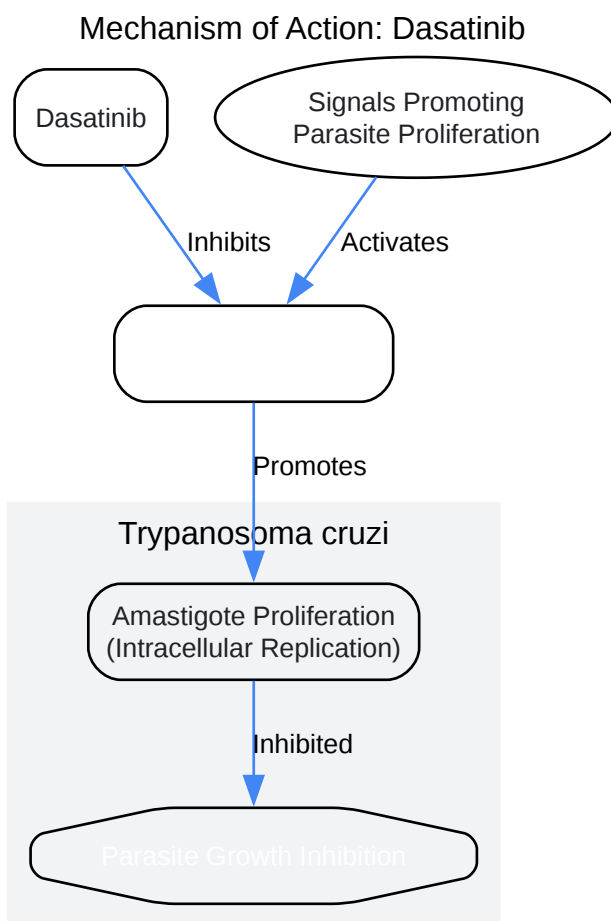 Mechanism of Action: Dasatinib
Dasatinib
Signals Promoting
Parasite Proliferation
Inhibits
Activates
Promotes
Trypanosoma cruzi
Amastigote Proliferation
(Intracellular Replication)
Inhibited
Parasite Growth Inhibition